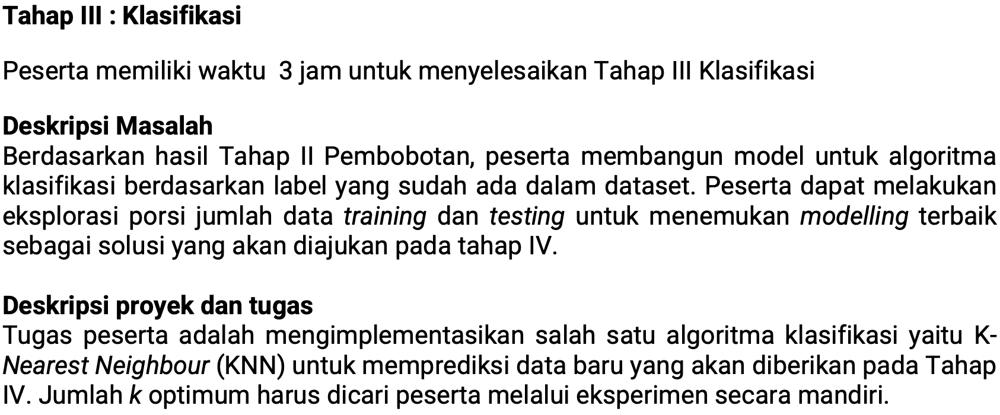 Tahap III : Klasifikasi
Peserta memiliki waktu  3 jam untuk menyelesaikan Tahap III Klasifikasi
Deskripsi Masalah
Berdasarkan hasil Tahap II Pembobotan, peserta membangun model untuk algoritma
klasifikasi berdasarkan label yang sudah ada dalam dataset. Peserta dapat melakukan
eksplorasi porsi jumlah data training dan testing untuk menemukan modelling terbaik
sebagai solusi yang akan diajukan pada tahap IV.
Deskripsi proyek dan tugas
Tugas peserta adalah mengimplementasikan salah satu algoritma klasifikasi yaitu K-
Nearest Neighbour (KNN) untuk memprediksi data baru yang akan diberikan pada Tahap
IV. Jumlah k optimum harus dicari peserta melalui eksperimen secara mandiri.